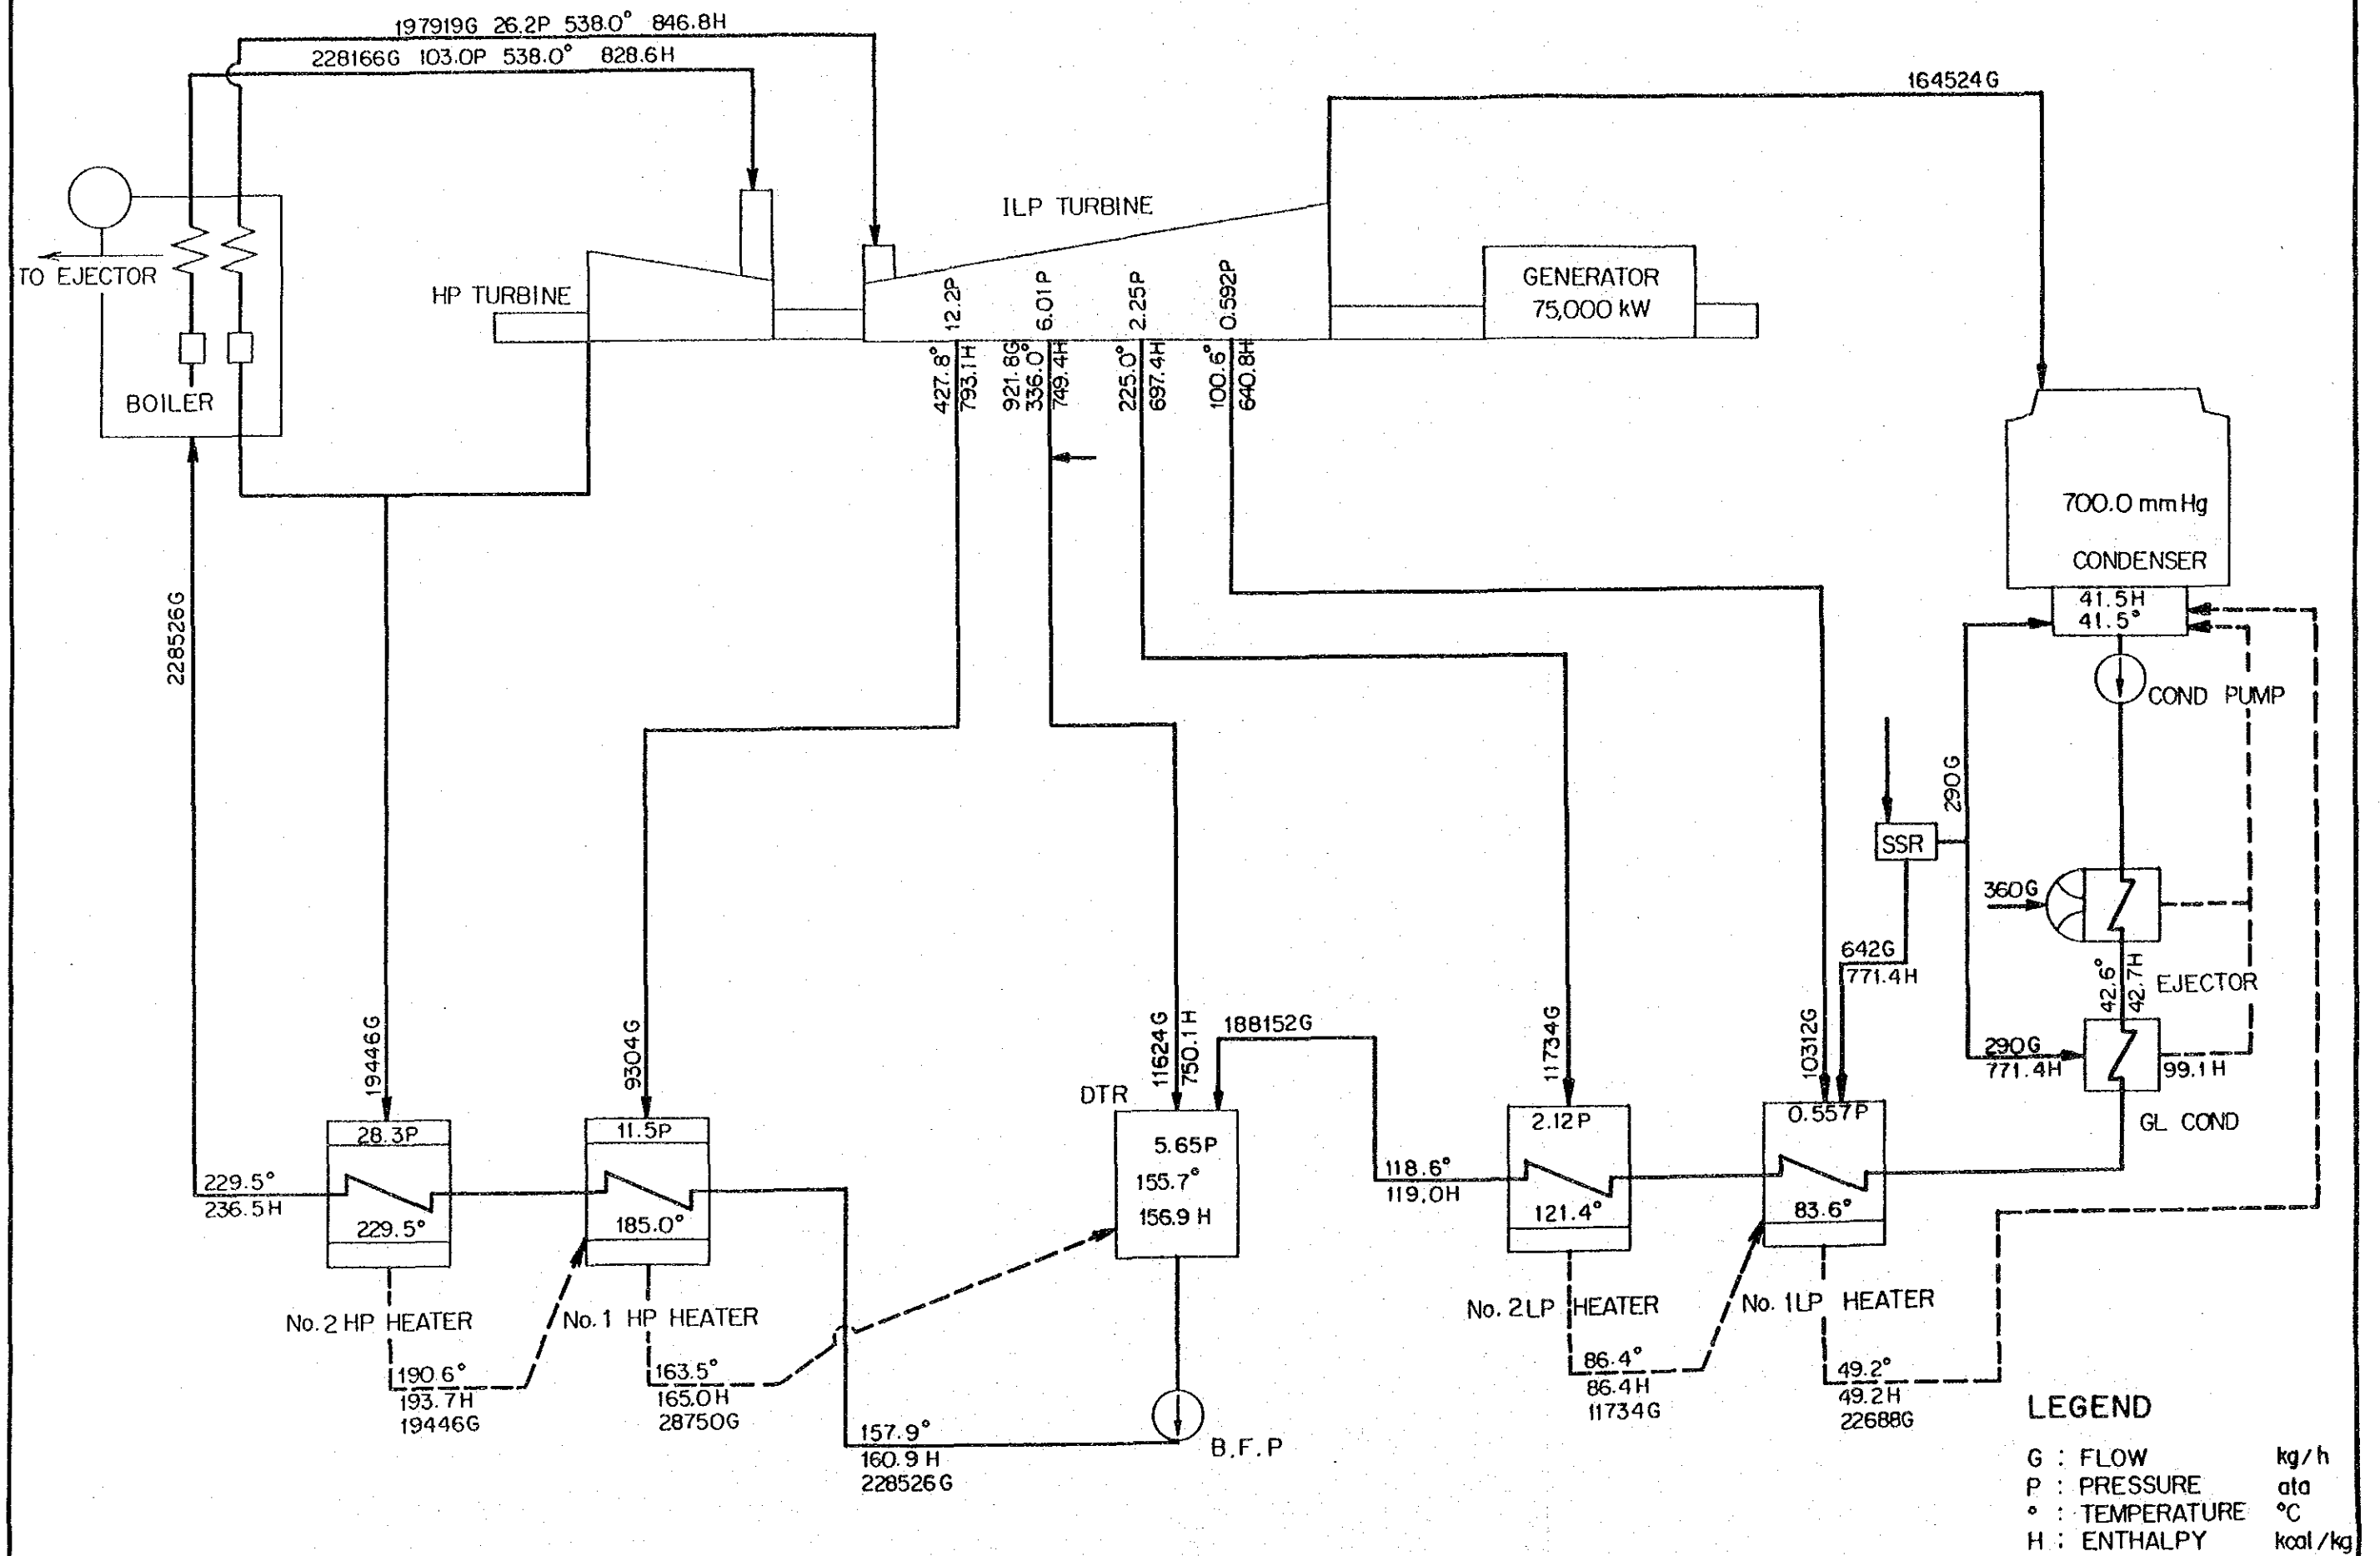 197919G 26.2P 538.0° 846.8H
228166G 103.0P 538.0° 828.6H
164524G
TO EJECTOR
BOILER
HP TURBINE
ILP TURBINE
GENERATOR
75,000 kW
12.2P
6.01P
2.25P
0.592P
427.8°
793.1H
921.8G
336.0°
749.4H
225.0°
697.4H
100.6°
640.8H
700.0 mmHg
CONDENSER
41.5H
41.5°
COND PUMP
228526G
290G
SSR
360G
642G
771.4H
42.6°
42.7H
EJECTOR
290G
771.4H
99.1H
GL COND
19446G
9304G
11624G
750.1H
188152G
11734G
10312G
DTR
28.3P
11.5P
5.65P
155.7°
156.9 H
2.12P
0.557P
229.5°
236.5H
229.5°
185.0°
118.6°
119.0H
121.4°
83.6°
No. 2 HP HEATER
No. 1 HP HEATER
No. 2 LP HEATER
No. 1 LP HEATER
190.6°
193.7H
19446G
163.5°
165.0H
28750G
157.9°
160.9 H
228526G
B.F.P
86.4°
86.4H
11734G
49.2°
49.2H
22688G
LEGEND
G : FLOW kg/h
P : PRESSURE ata
° : TEMPERATURE °C
H : ENTHALPY kcal/kg